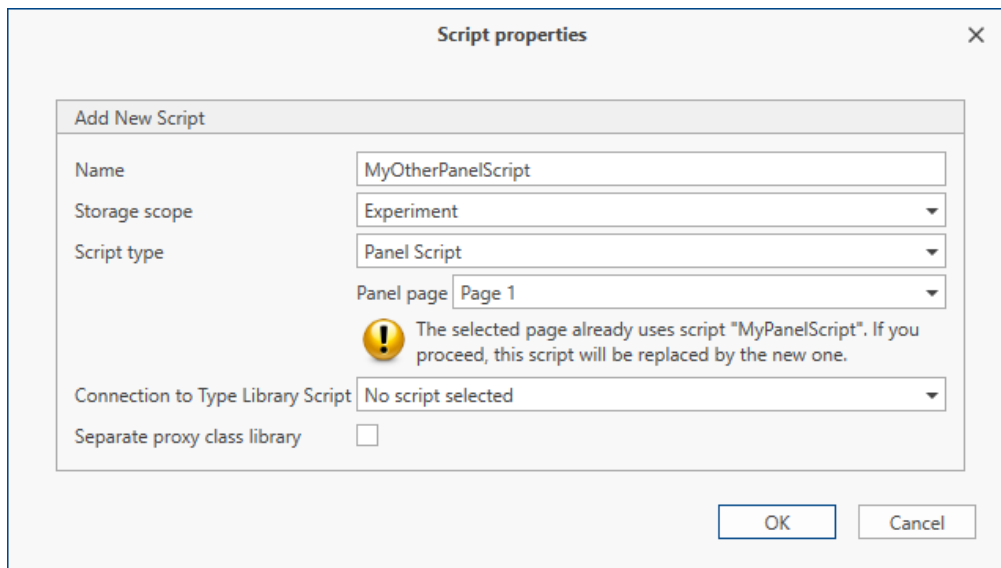 Script properties
Add New Script
Name MyOtherPanelScript
Storage scope Experiment
Script type Panel Script
Panel page Page 1
The selected page already uses script "MyPanelScript". If you
proceed, this script will be replaced by the new one.
Connection to Type Library Script No script selected
Separate proxy class library
OK Cancel